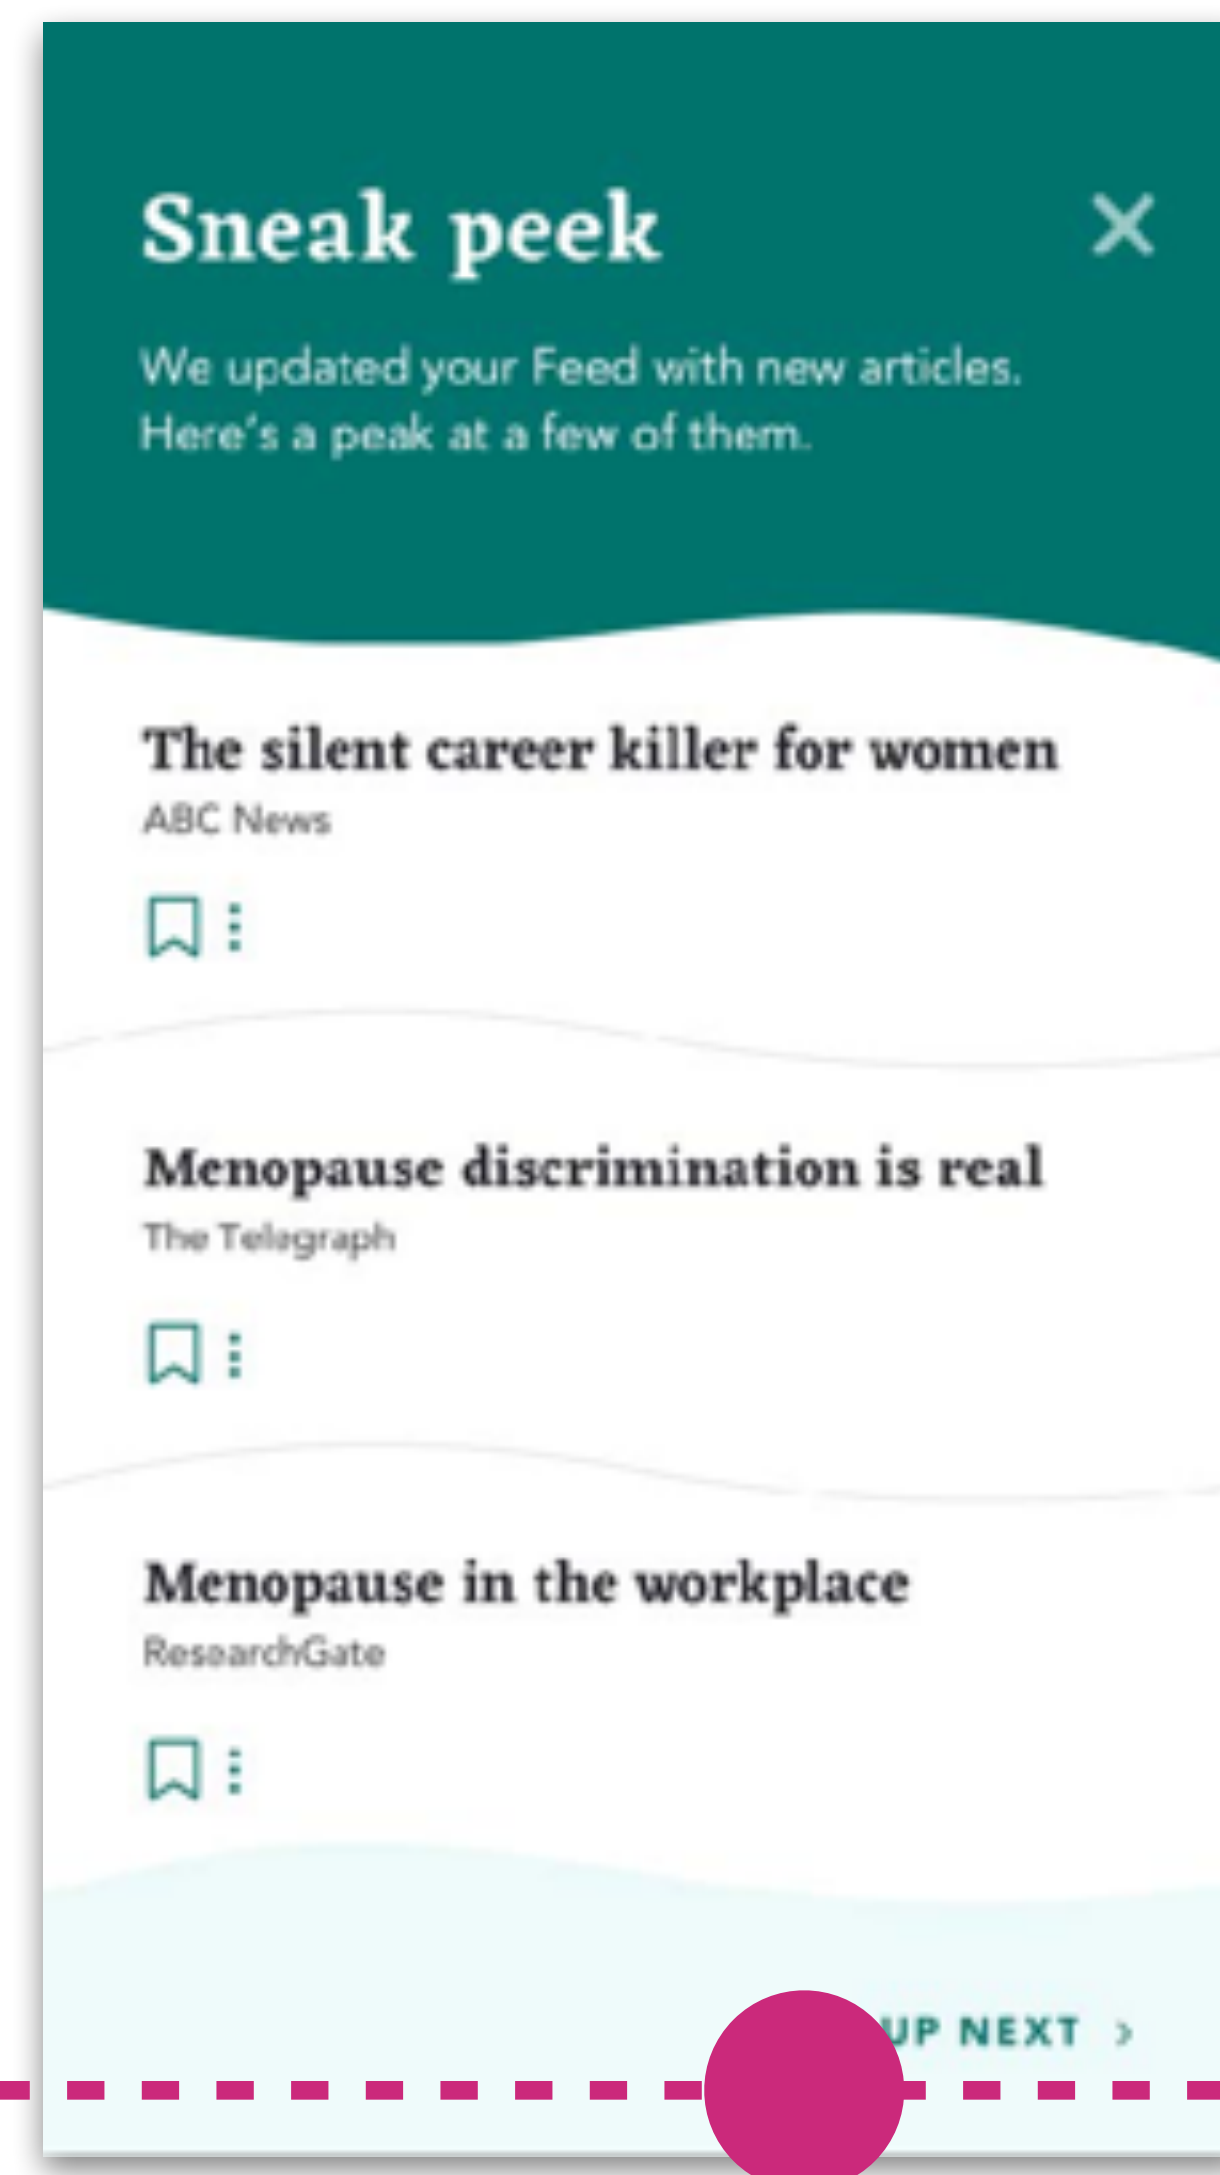 Sneak peek
We updated your Feed with new articles.
Here's a peak at a few of them.
The silent career killer for women
ABC News
Menopause discrimination is real
The Telegraph
Menopause in the workplace
ResearchGate
UP NEXT >